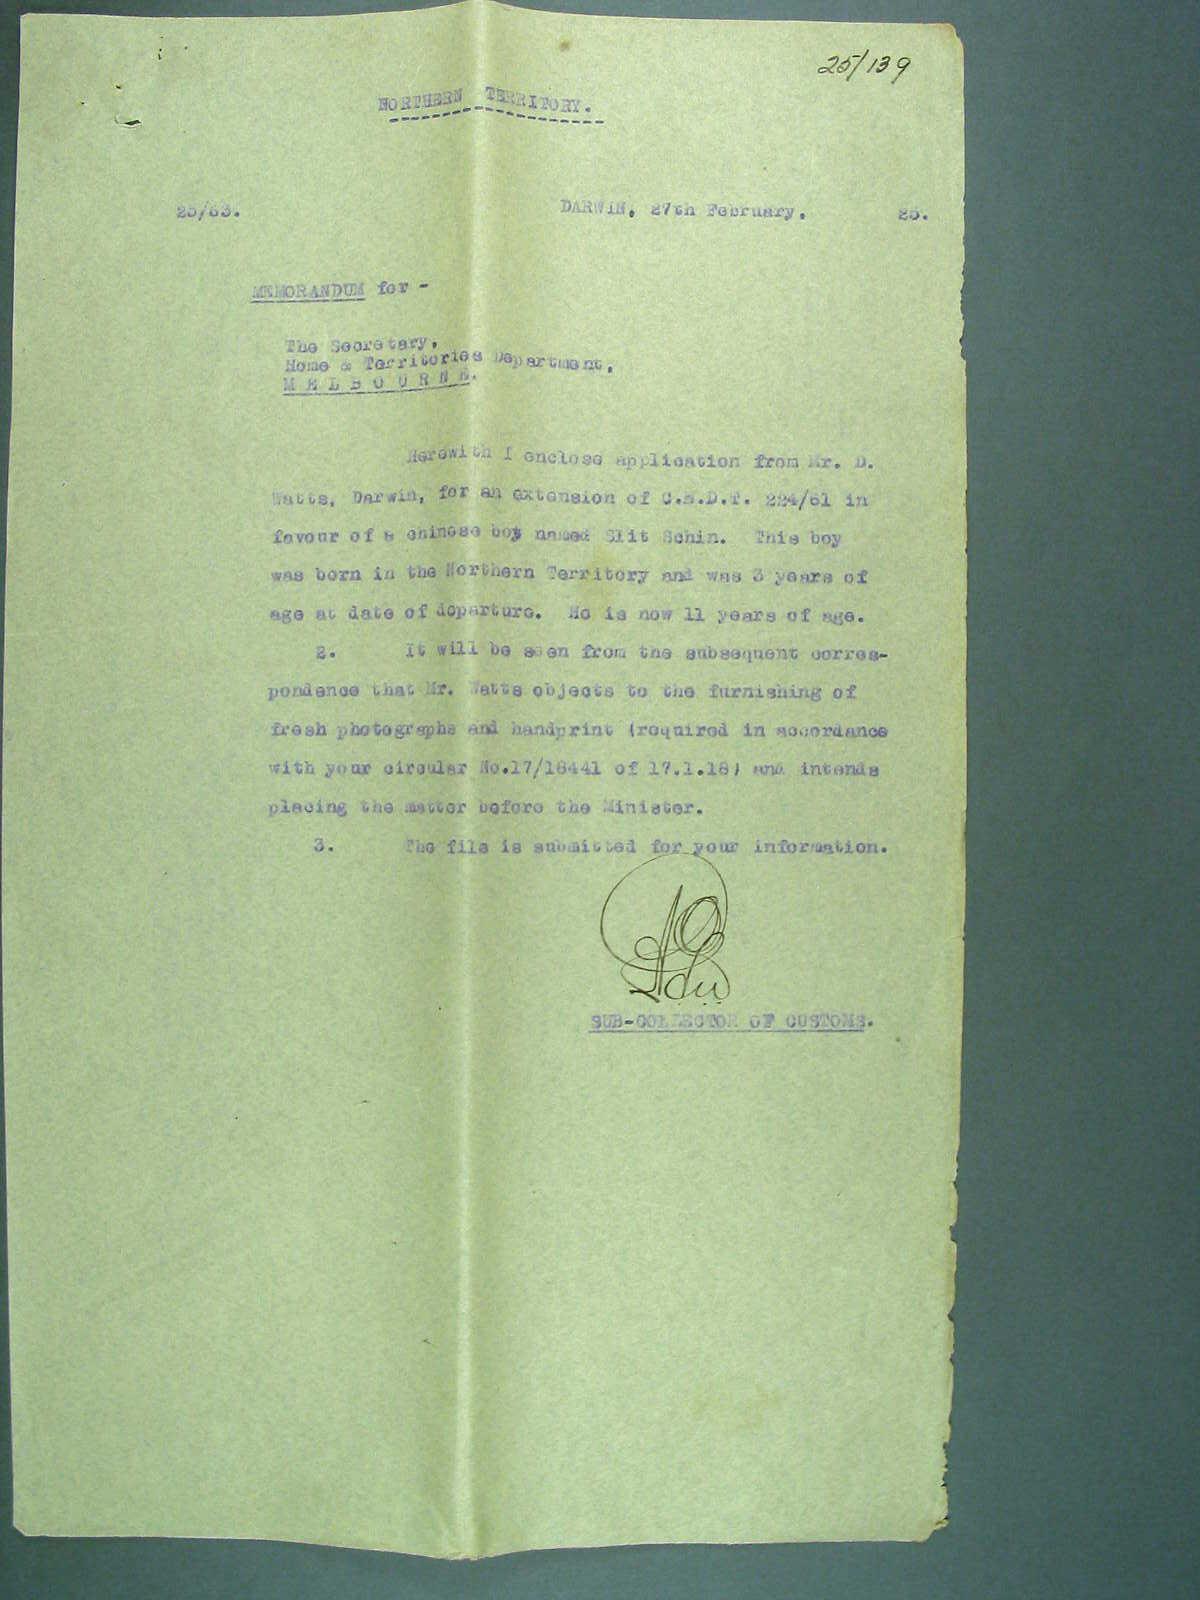 25/139
NORTHERN TERRITORY.
25/83.
DARWIN, 27th February, 25.
MEMORANDUM for -
The Secretary,
Home & Territories Department,
MELBOURNE.
Herewith I enclose application from Mr. D.
Watts, Darwin, for an extension of C.E.D.T. 224/61 in
favour of a chinese boy named Slit Schin. This boy
was born in the Northern Territory and was 3 years of
age at date of departure. He is now 11 years of age.
2. It will be seen from the subsequent corres-
pondence that Mr. Watts objects to the furnishing of
fresh photographs and handprint (required in accordance
with your circular No.17/18441 of 17.1.18) and intends
placing the matter before the Minister.
3. The file is submitted for your information.
SUB-COLLECTOR OF CUSTOMS.